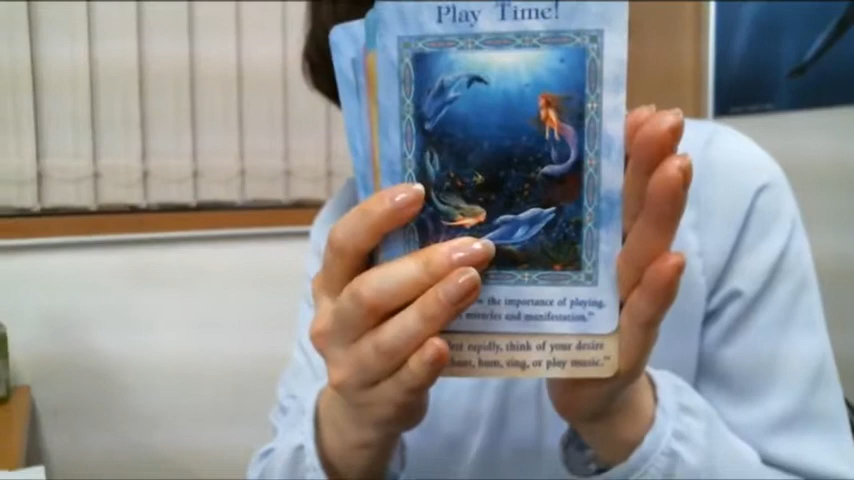 Play Time!
the importance of playing,
miracles and manifestation."
rapidly, think of your desire
chant, hum, sing, or play music."